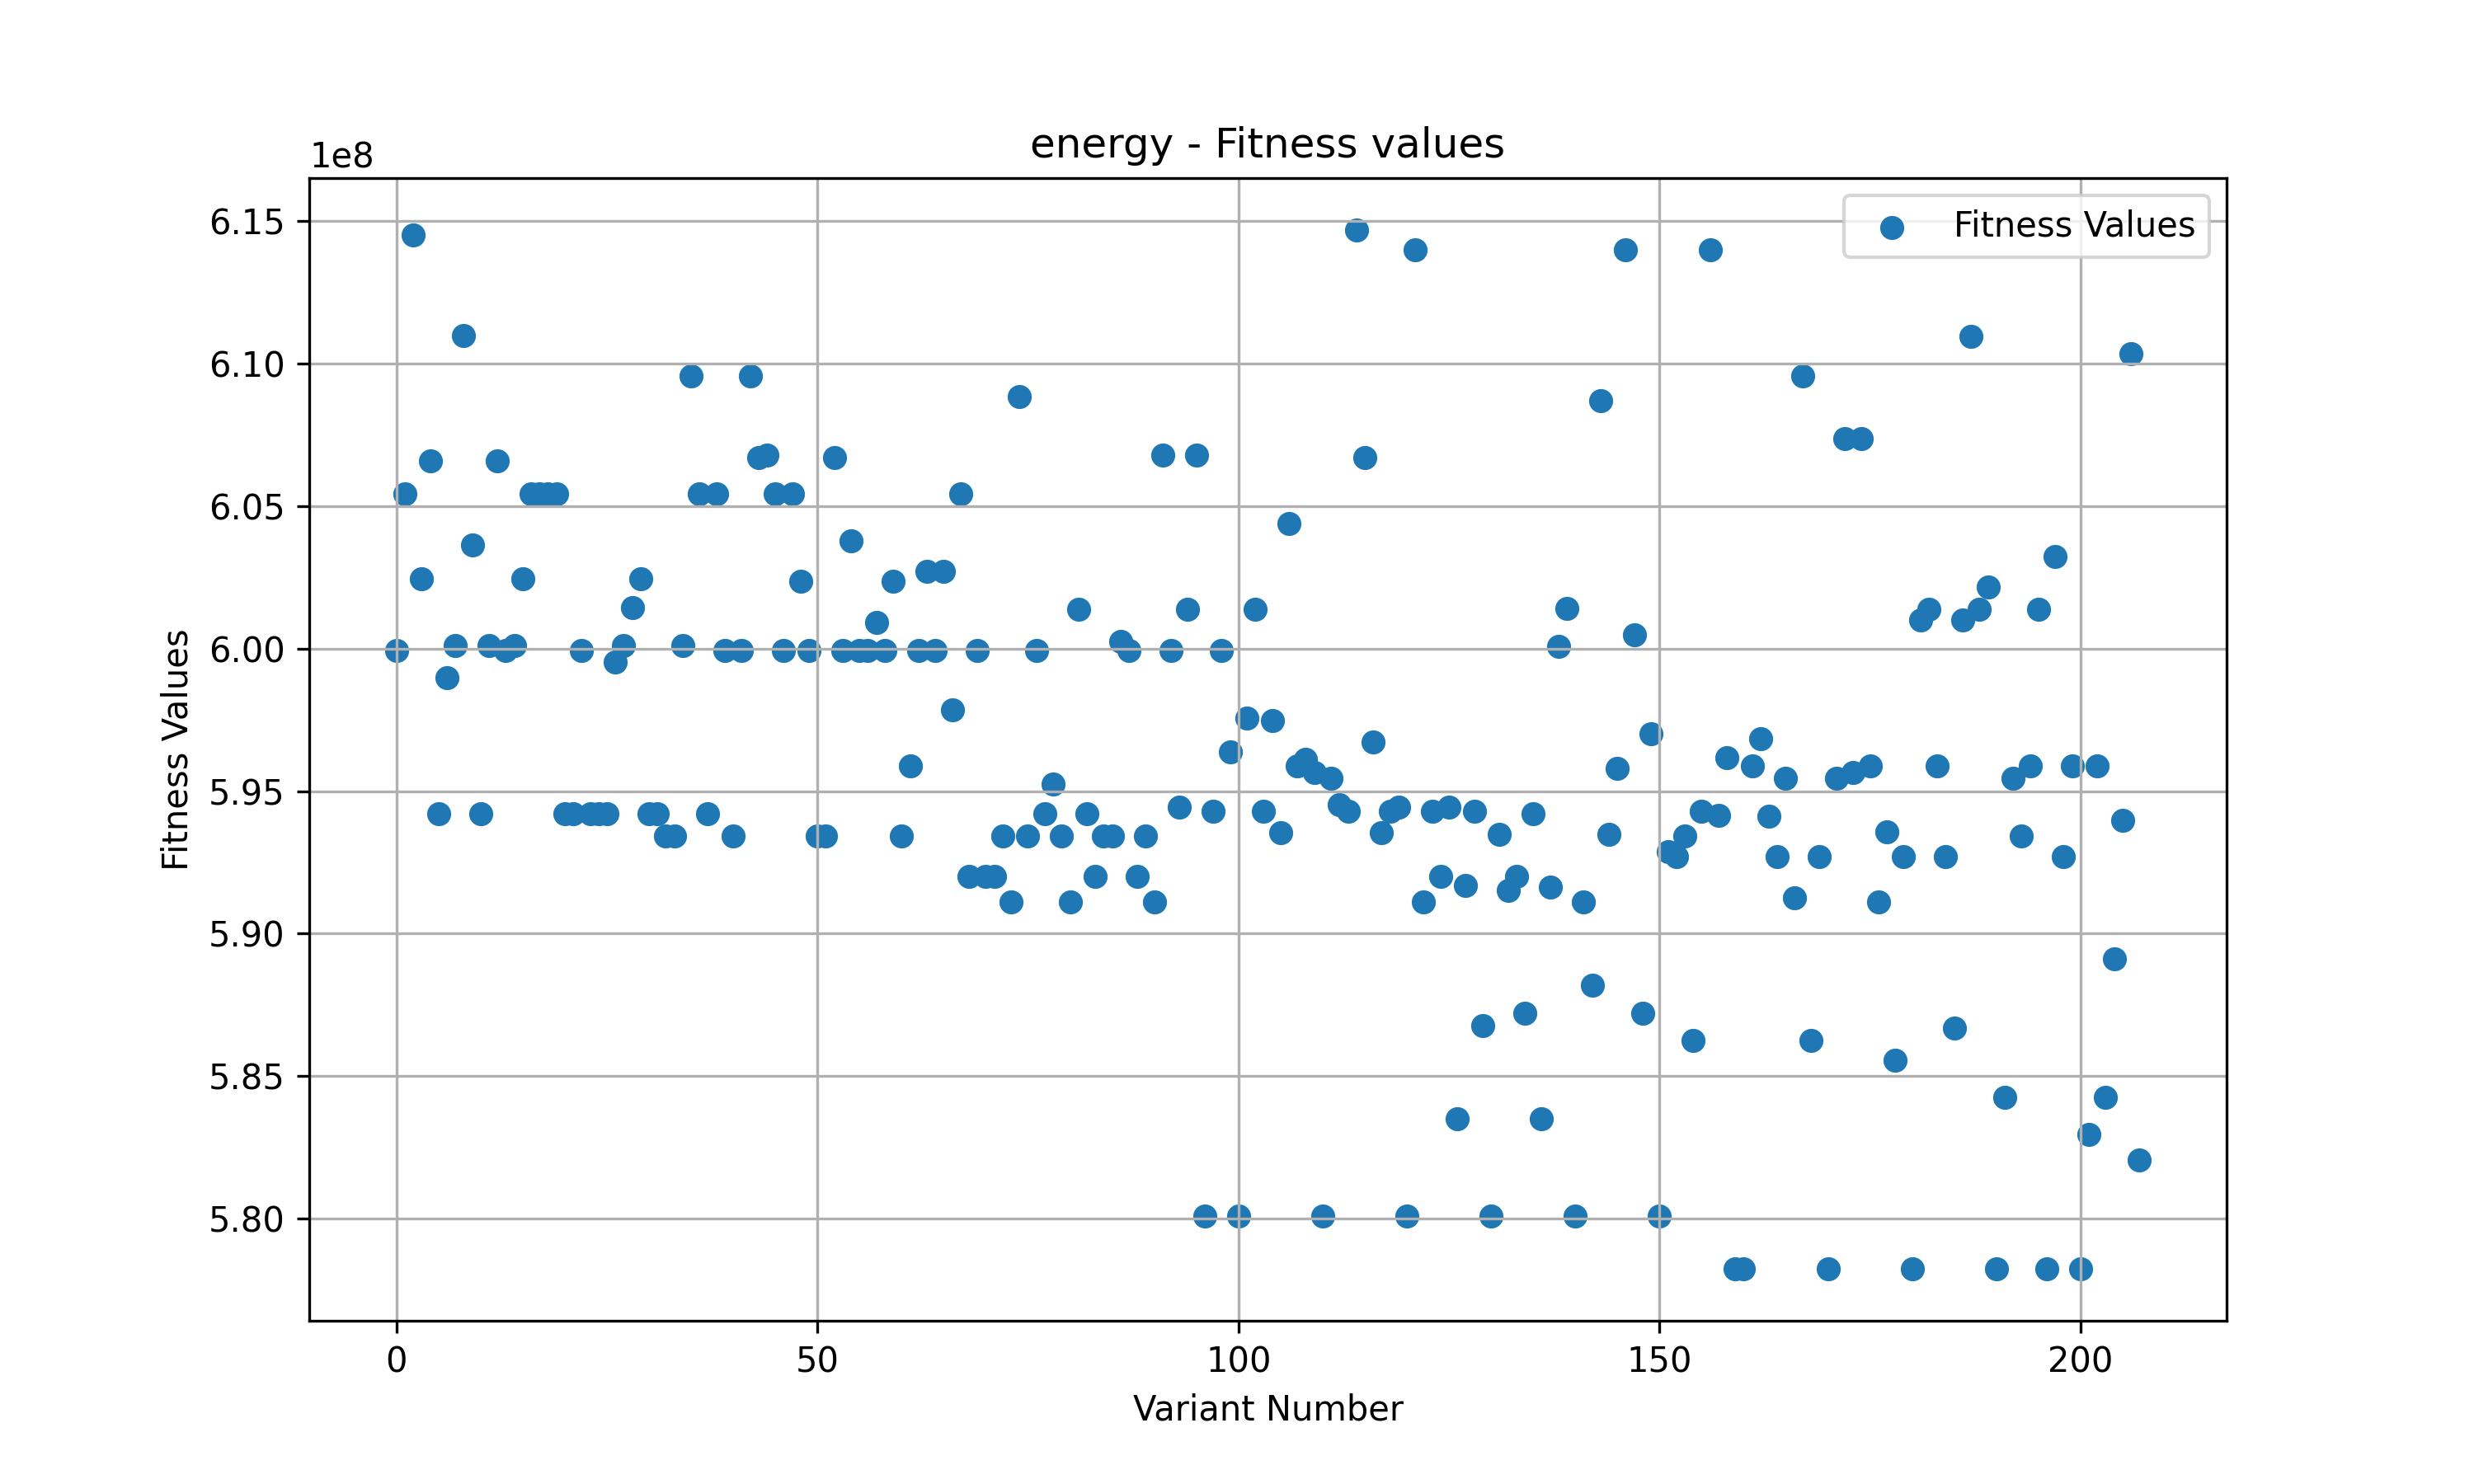 energy - Fitness values
1e8
Fitness Values
6.15
6.10
6.05
6.00
5.95
5.90
5.85
5.80
Fitness Values
0 50 100 150 200
Variant Number